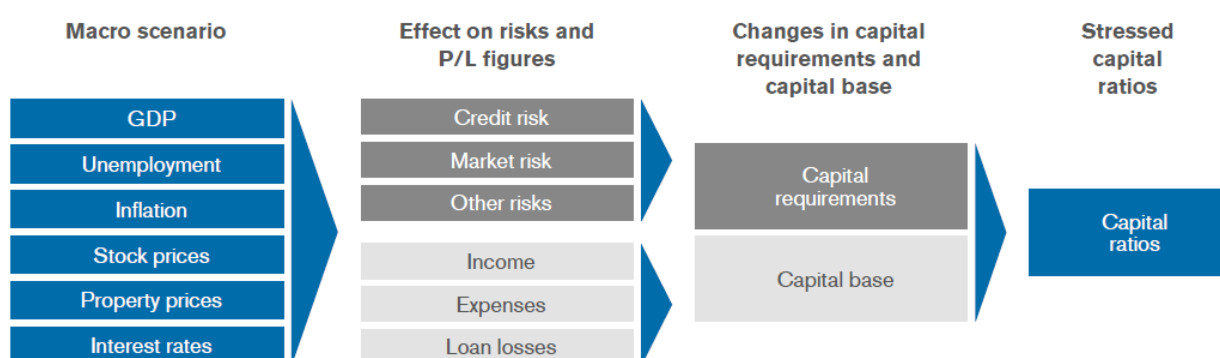 Macro scenario
Effect on risks and
P/L figures
Changes in capital
requirements and
capital base
Stressed
capital
ratios
GDP
Unemployment
Inflation
Stock prices
Property prices
Interest rates
Credit risk
Market risk
Other risks
Income
Expenses
Loan losses
Capital
requirements
Capital base
Capital
ratios